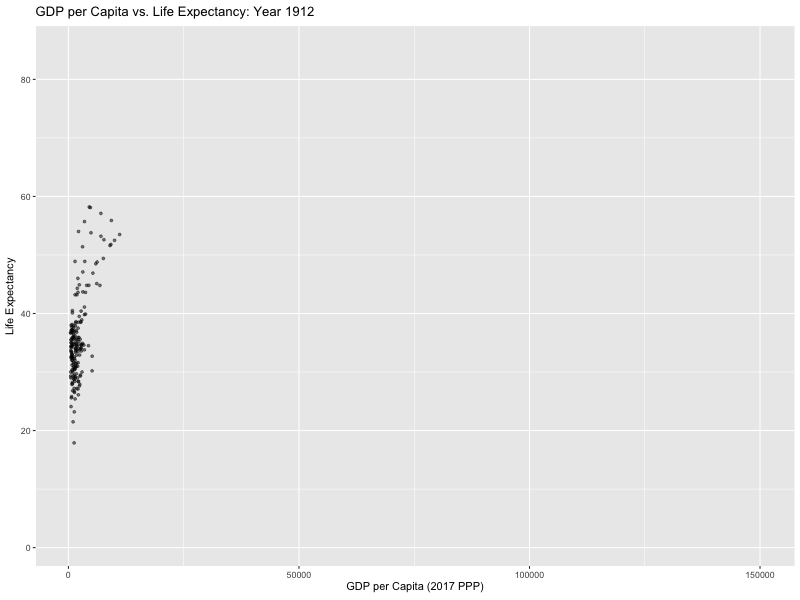 GDP per Capita vs. Life Expectancy: Year 1912
80
60
40
20
0
Life Expectancy
0 50000 100000 150000
GDP per Capita (2017 PPP)